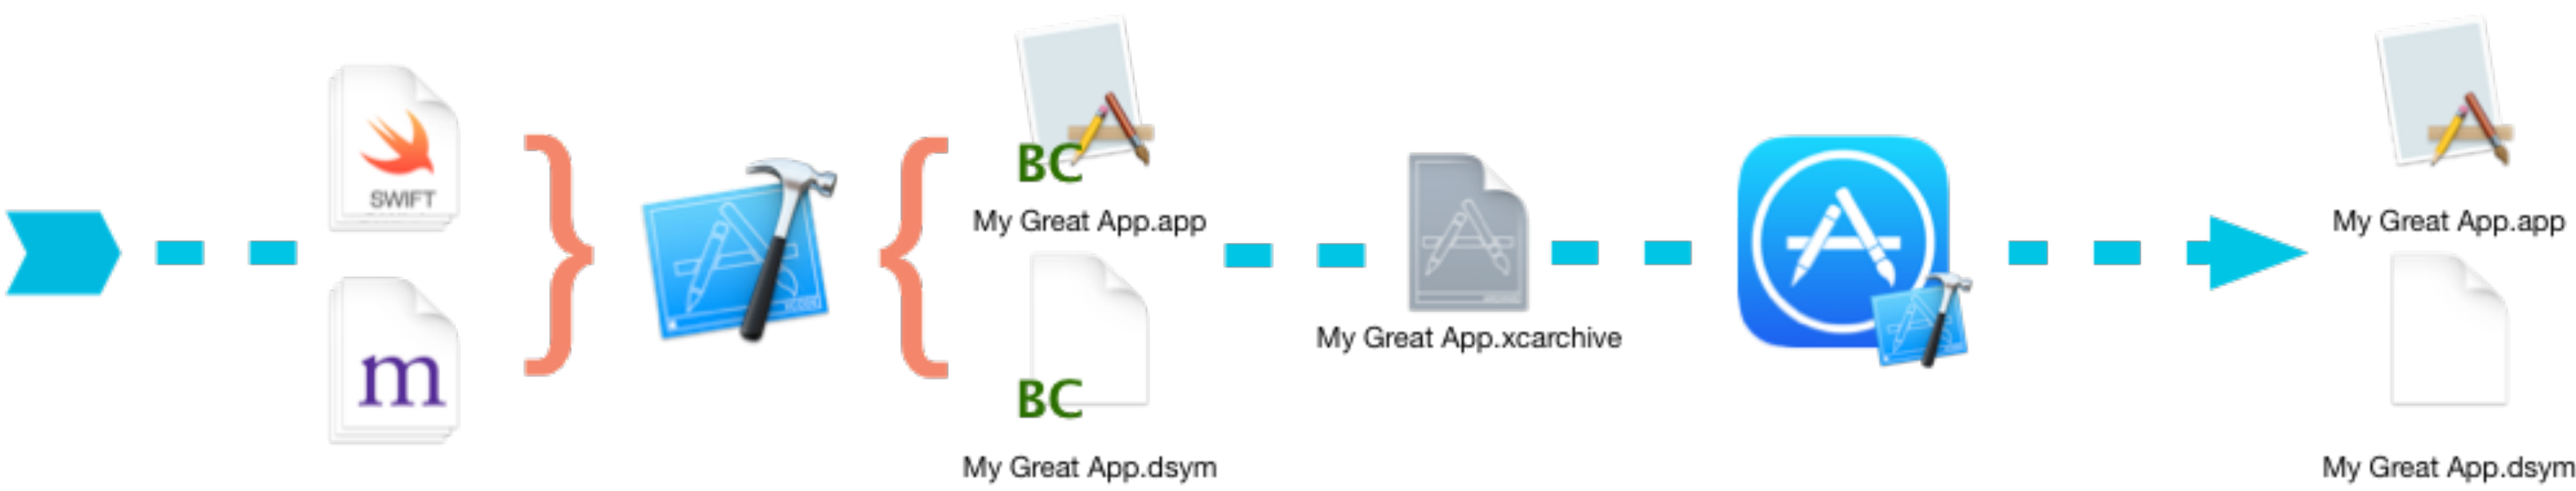 SWIFT
m
BC
My Great App.app
BC
My Great App.dsym
My Great App.xcarchive
My Great App.app
My Great App.dsym